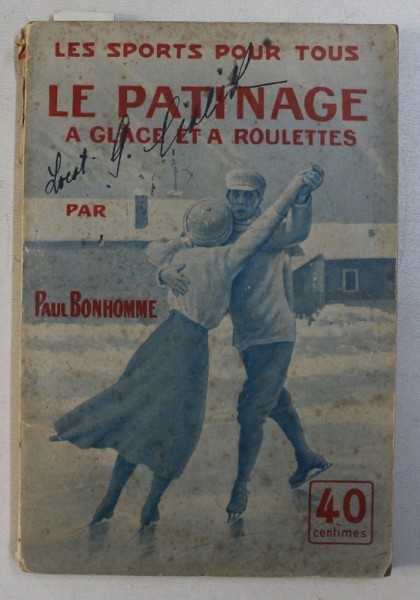 LES SPORTS POUR TOUS
LE PATINAGE
A GLACE ET A ROULETTES
PAR
PAUL BONHOMME
40
centimes